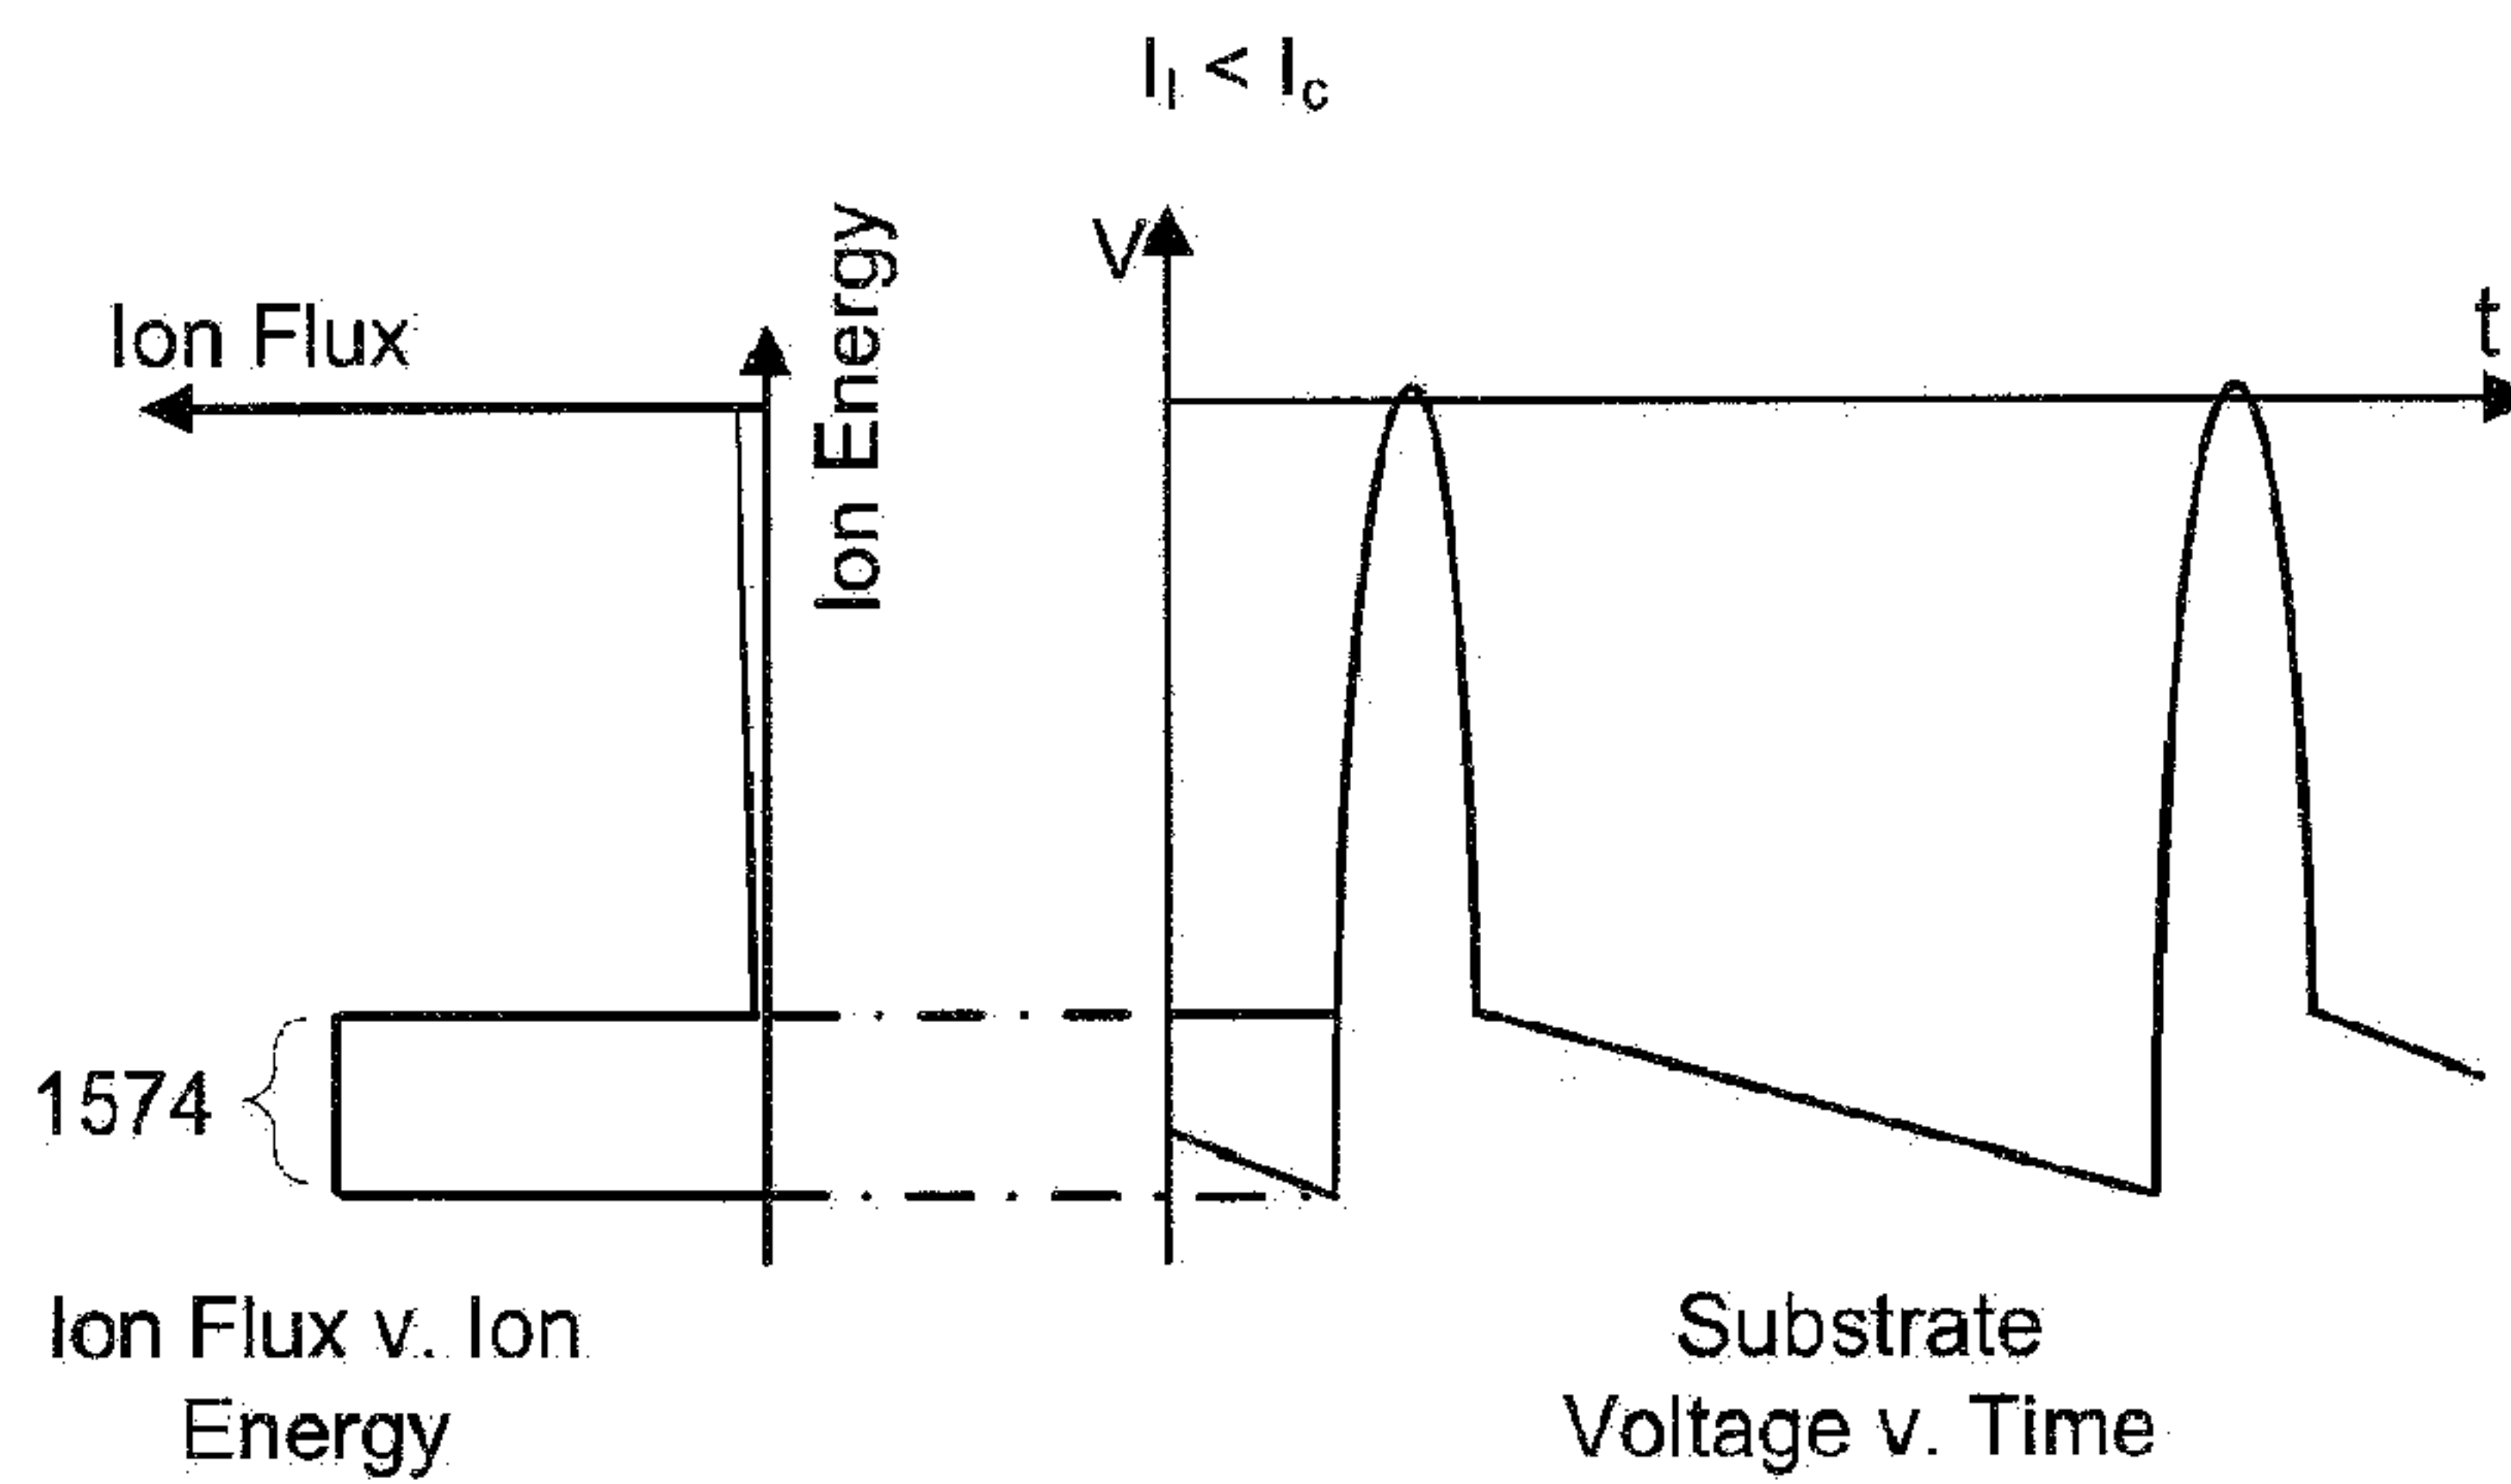 I_I < I_c
V
Ion Energy
Ion Flux
t
1574
Ion Flux v. Ion
Energy
Substrate
Voltage v. Time